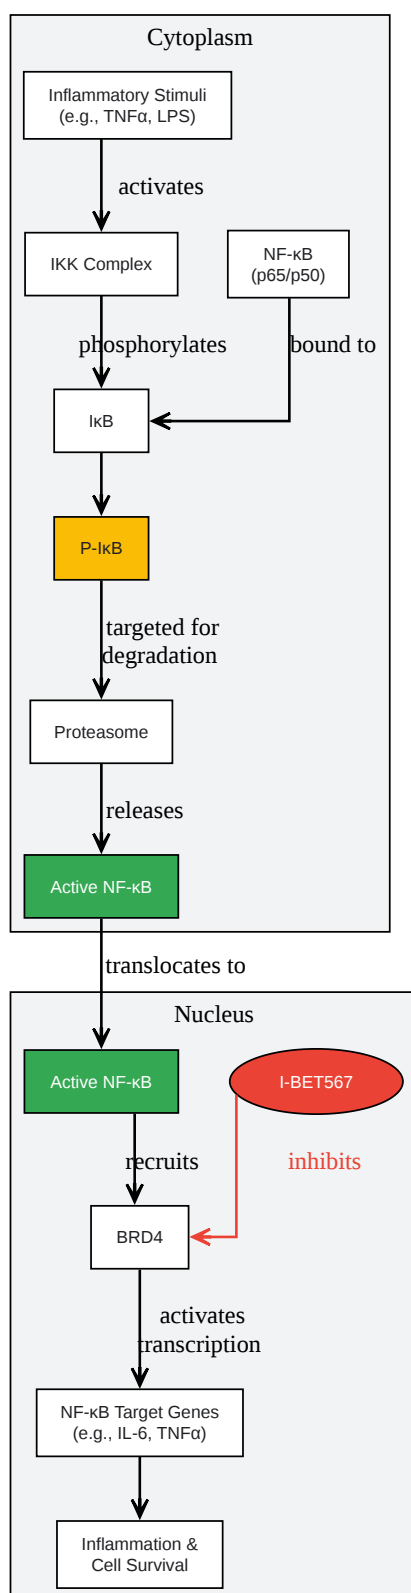 Cytoplasm
Inflammatory Stimuli
(e.g., TNFα, LPS)
activates
IKK Complex
NF-κB
(p65/p50)
phosphorylates
bound to
IκB
P-IκB
targeted for
degradation
Proteasome
releases
Active NF-κB
translocates to
Nucleus
Active NF-κB
I-BET567
recruits
inhibits
BRD4
activates
transcription
NF-κB Target Genes
(e.g., IL-6, TNFα)
Inflammation &
Cell Survival